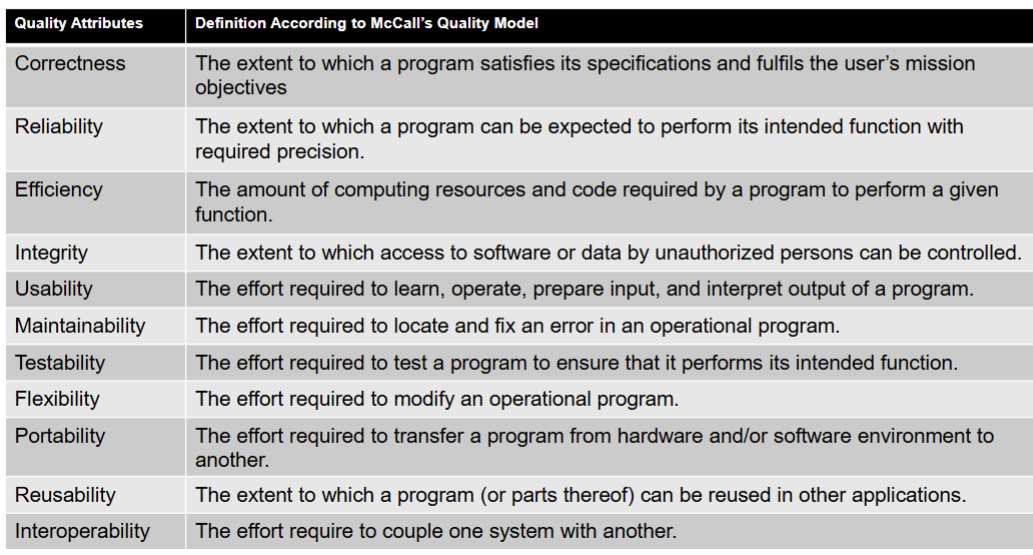 Quality Attributes Definition According to McCall's Quality Model
Correctness The extent to which a program satisfies its specifications and fulfils the user's mission
objectives
Reliability The extent to which a program can be expected to perform its intended function with
required precision.
Efficiency The amount of computing resources and code required by a program to perform a given
function.
Integrity The extent to which access to software or data by unauthorized persons can be controlled.
Usability The effort required to learn, operate, prepare input, and interpret output of a program.
Maintainability The effort required to locate and fix an error in an operational program.
Testability The effort required to test a program to ensure that it performs its intended function.
Flexibility The effort required to modify an operational program.
Portability The effort required to transfer a program from hardware and/or software environment to
another.
Reusability The extent to which a program (or parts thereof) can be reused in other applications.
Interoperability The effort require to couple one system with another.